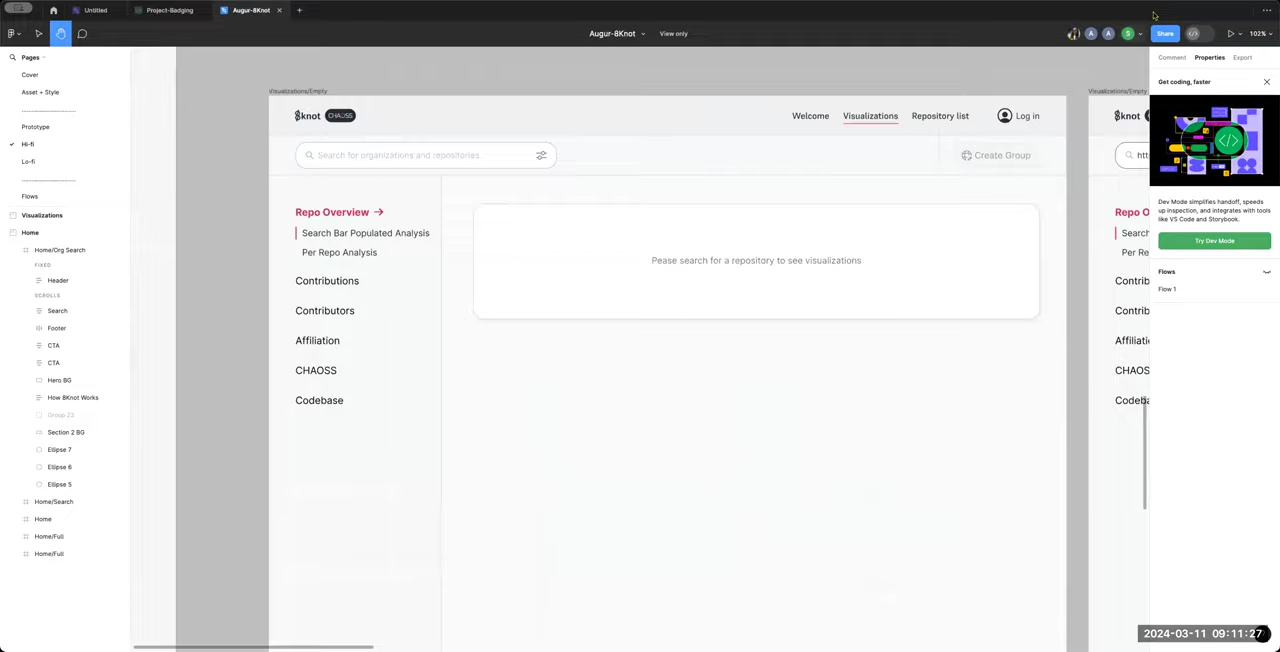 Untitled
Project-Badging
Augur-8Knot
Augur-8Knot
View only
A
A
S
Share
102%
Pages
Cover
Asset + Style
Prototype
Hi-fi
Lo-fi
Flows
Visualizations
Home
Home/Org Search
FIXED
Header
SCROLLS
Search
Footer
CTA
CTA
Hero BG
How 8Knot Works
Group 23
Section 2 BG
Ellipse 7
Ellipse 6
Ellipse 5
Home/Search
Home
Home/Full
Home/Full
Visualizations/Empty
8knot CHAOSS
Welcome
Visualizations
Repository list
Log in
Search for organizations and repositories.
Create Group
Repo Overview →
Search Bar Populated Analysis
Per Repo Analysis
Contributions
Contributors
Affiliation
CHAOSS
Codebase
Pease search for a repository to see visualizations
Visualizations/Empty
8knot
htt
Repo O
Search
Per Re
Contrib
Contrib
Affiliati
CHAOS
Codeba
Comment
Properties
Export
Get coding, faster
Dev Mode simplifies handoff, speeds
up inspection, and integrates with tools
like VS Code and Storybook.
Try Dev Mode
Flows
Flow 1
2024-03-11 09:11:27